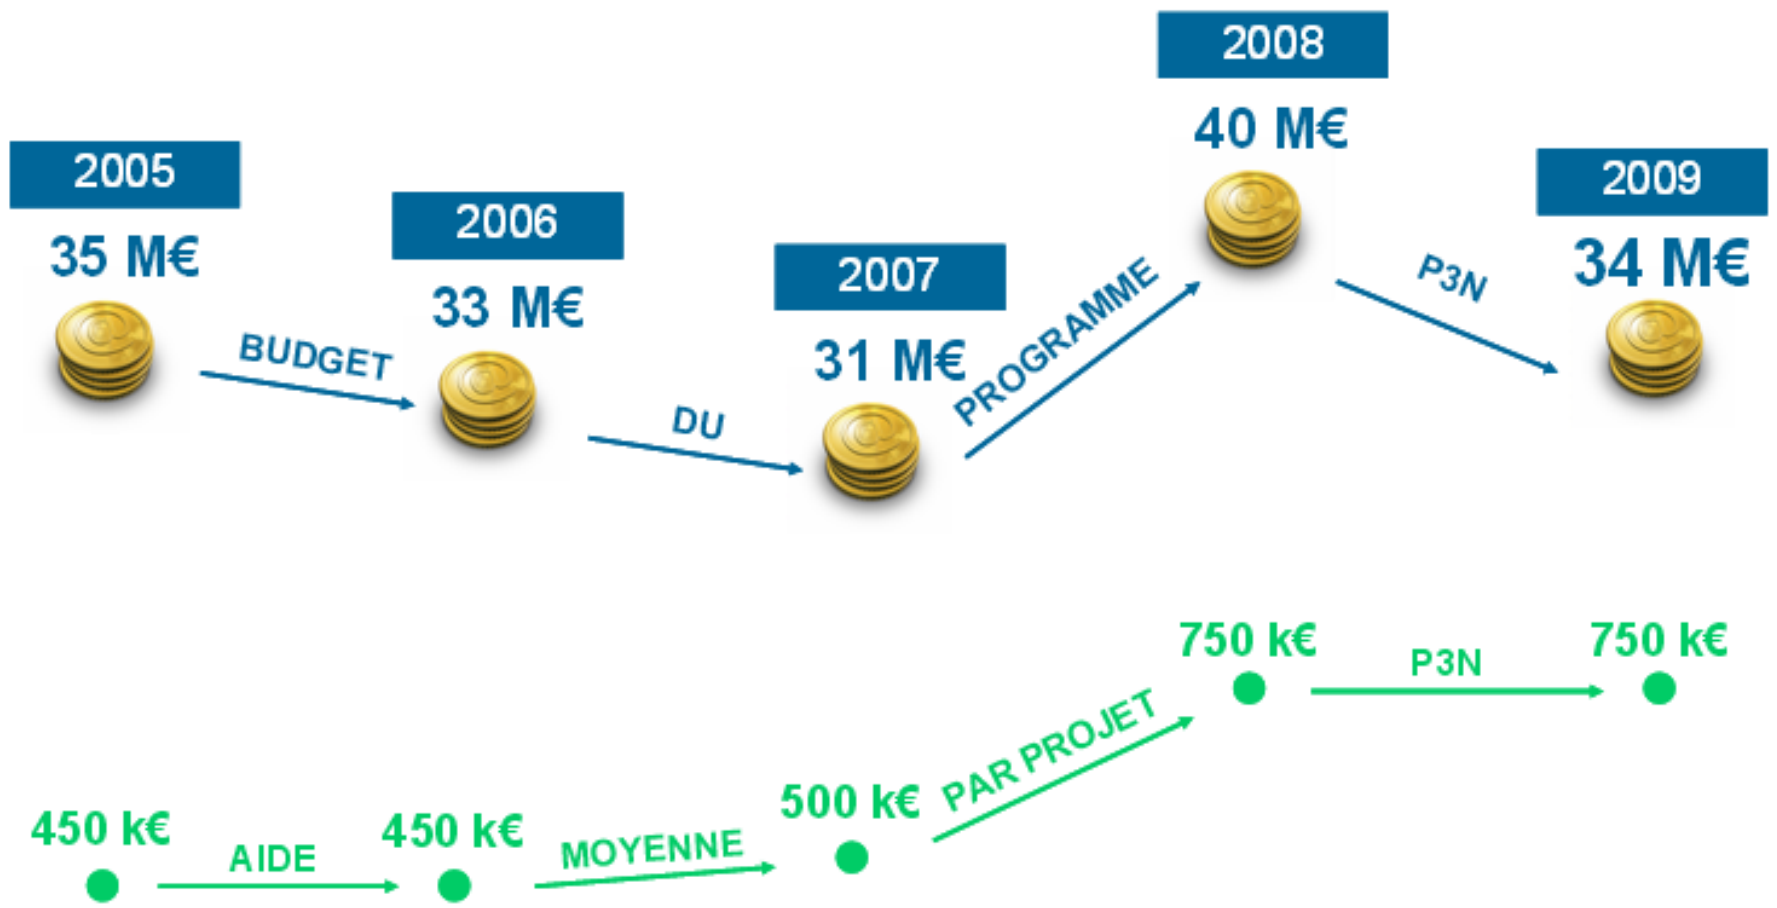 2005
35 M€
BUDGET
2006
33 M€
DU
2007
31 M€
PROGRAMME
2008
40 M€
P3N
2009
34 M€
450 k€
AIDE
450 k€
MOYENNE
500 k€
PAR PROJET
750 k€
P3N
750 k€